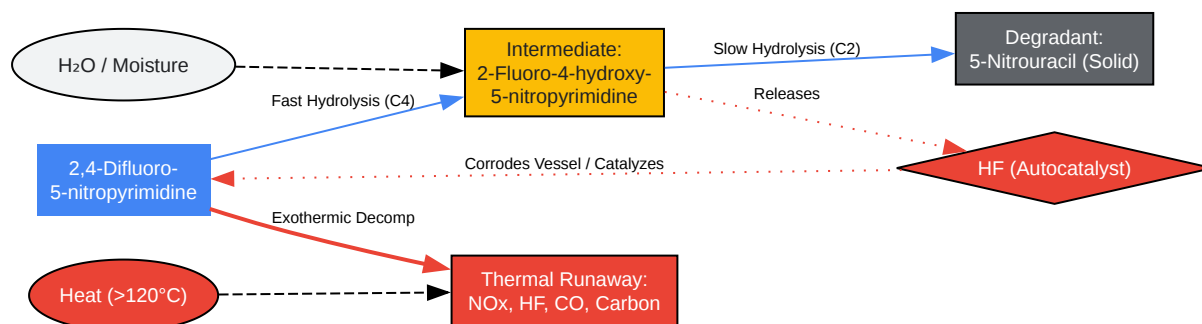 H₂O / Moisture
Intermediate:
2-Fluoro-4-hydroxy-
5-nitropyrimidine
Slow Hydrolysis (C2)
Degradant:
5-Nitrouracil (Solid)
Fast Hydrolysis (C4)
Releases
2,4-Difluoro-
5-nitropyrimidine
Corrodes Vessel / Catalyzes
HF (Autocatalyst)
Exothermic Decomp
Heat (>120°C)
Thermal Runaway:
NOx, HF, CO, Carbon